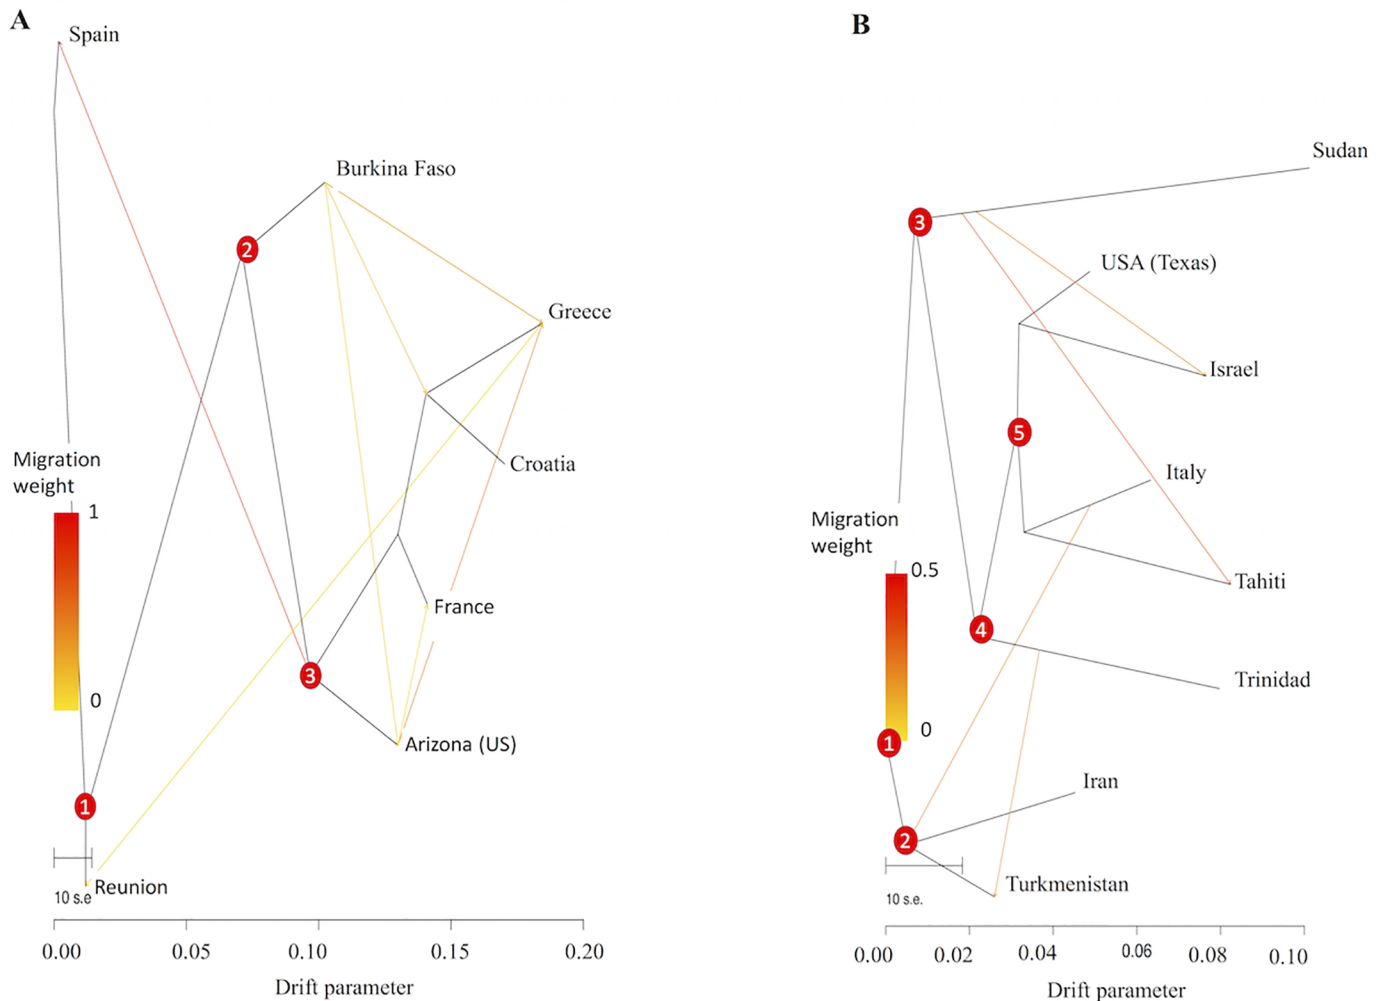 A
Spain
Burkina Faso
2
Greece
Croatia
Migration
weight
1
0
France
3
Arizona (US)
1
Reunion
10 s.e
0.00 0.05 0.10 0.15 0.20
Drift parameter
B
Sudan
3
USA (Texas)
Israel
5
Italy
Migration
weight
0.5
Tahiti
4
Trinidad
0
1
Iran
2
Turkmenistan
10 s.e.
0.00 0.02 0.04 0.06 0.08 0.10
Drift parameter